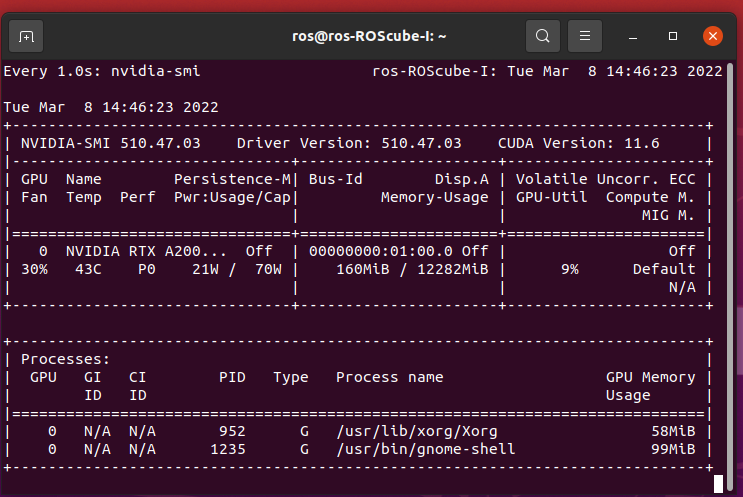 ros@ros-ROScube-I: ~
Every 1.0s: nvidia-smi                   ros-ROScube-I: Tue Mar  8 14:46:23 2022
Tue Mar  8 14:46:23 2022
+-----------------------------------------------------------------------------+
| NVIDIA-SMI 510.47.03    Driver Version: 510.47.03    CUDA Version: 11.6     |
|-------------------------------+----------------------+----------------------+
| GPU  Name        Persistence-M| Bus-Id        Disp.A | Volatile Uncorr. ECC |
| Fan  Temp  Perf  Pwr:Usage/Cap|         Memory-Usage | GPU-Util  Compute M. |
|                               |                      |               MIG M. |
|===============================+======================+======================|
|   0  NVIDIA RTX A200...  Off  | 00000000:01:00.0 Off |                  Off |
| 30%   43C    P0    21W /  70W |    160MiB / 12282MiB |      9%      Default |
|                               |                      |                  N/A |
+-------------------------------+----------------------+----------------------+
+-----------------------------------------------------------------------------+
| Processes:                                                                  |
|  GPU   GI   CI        PID   Type   Process name                  GPU Memory |
|        ID   ID                                                   Usage      |
|=============================================================================|
|    0   N/A  N/A       952      G   /usr/lib/xorg/Xorg                 58MiB |
|    0   N/A  N/A      1235      G   /usr/bin/gnome-shell               99MiB |
+-----------------------------------------------------------------------------+